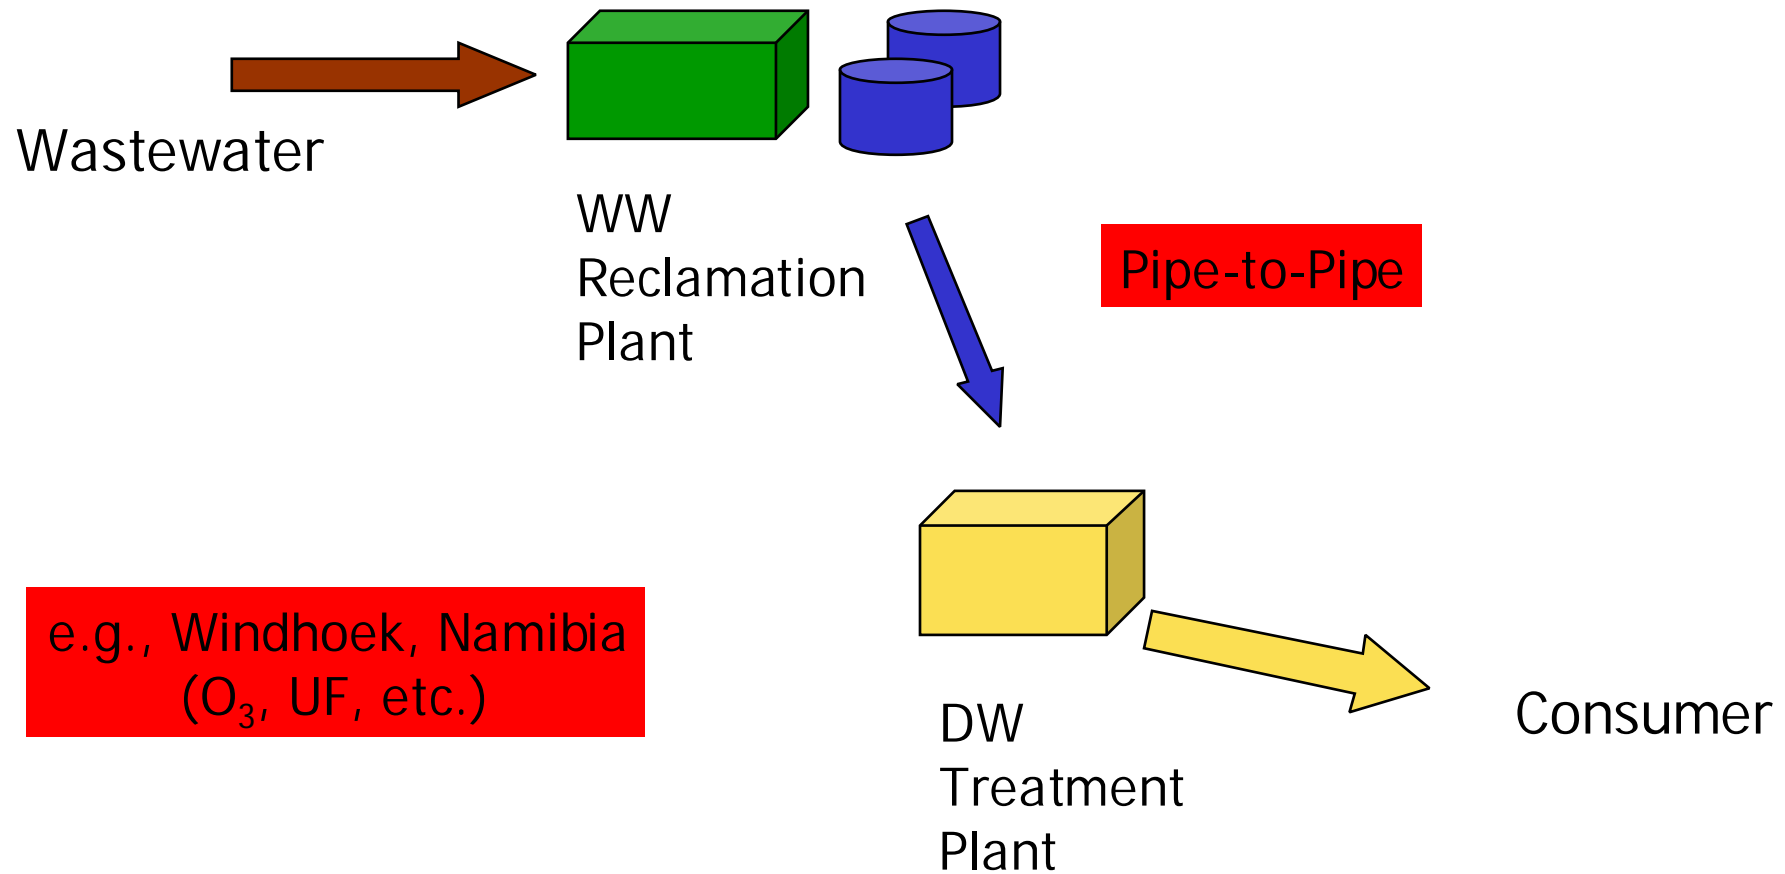 Wastewater
WW
Reclamation
Plant
Pipe-to-Pipe
e.g., Windhoek, Namibia
(O₃, UF, etc.)
DW
Treatment
Plant
Consumer